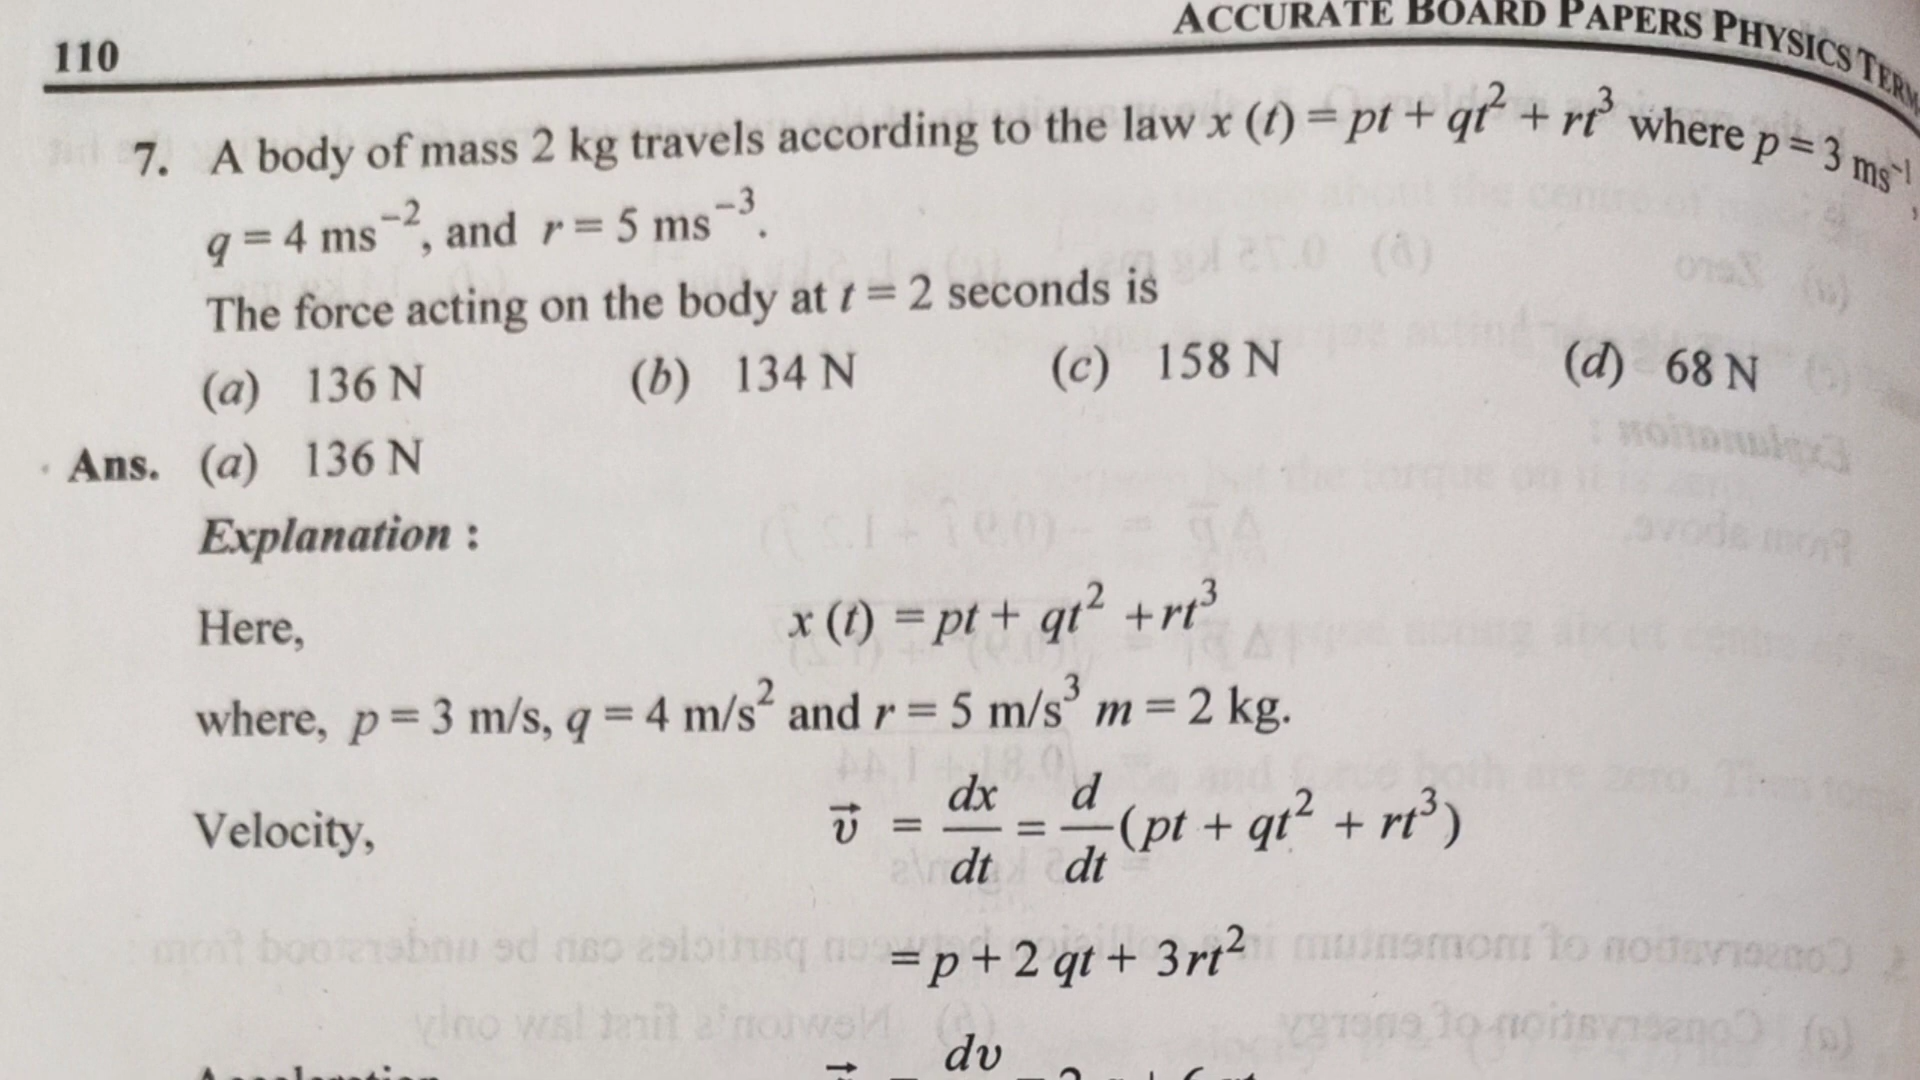 ACCURATE BOARD PAPERS PHYSICS TERM
110
7. A body of mass 2 kg travels according to the law x (t) = pt + qt² + rt³ where p = 3 ms⁻¹,
q = 4 ms⁻², and r = 5 ms⁻³.
The force acting on the body at t = 2 seconds is
(a) 136 N (b) 134 N (c) 158 N (d) 68 N
Ans. (a) 136 N
Explanation :
Here, x (t) = pt + qt² + rt³
where, p = 3 m/s, q = 4 m/s² and r = 5 m/s³ m = 2 kg.
Velocity, v⃗ = dx/dt = d/dt (pt + qt² + rt³)
= p + 2 qt + 3rt²
dv